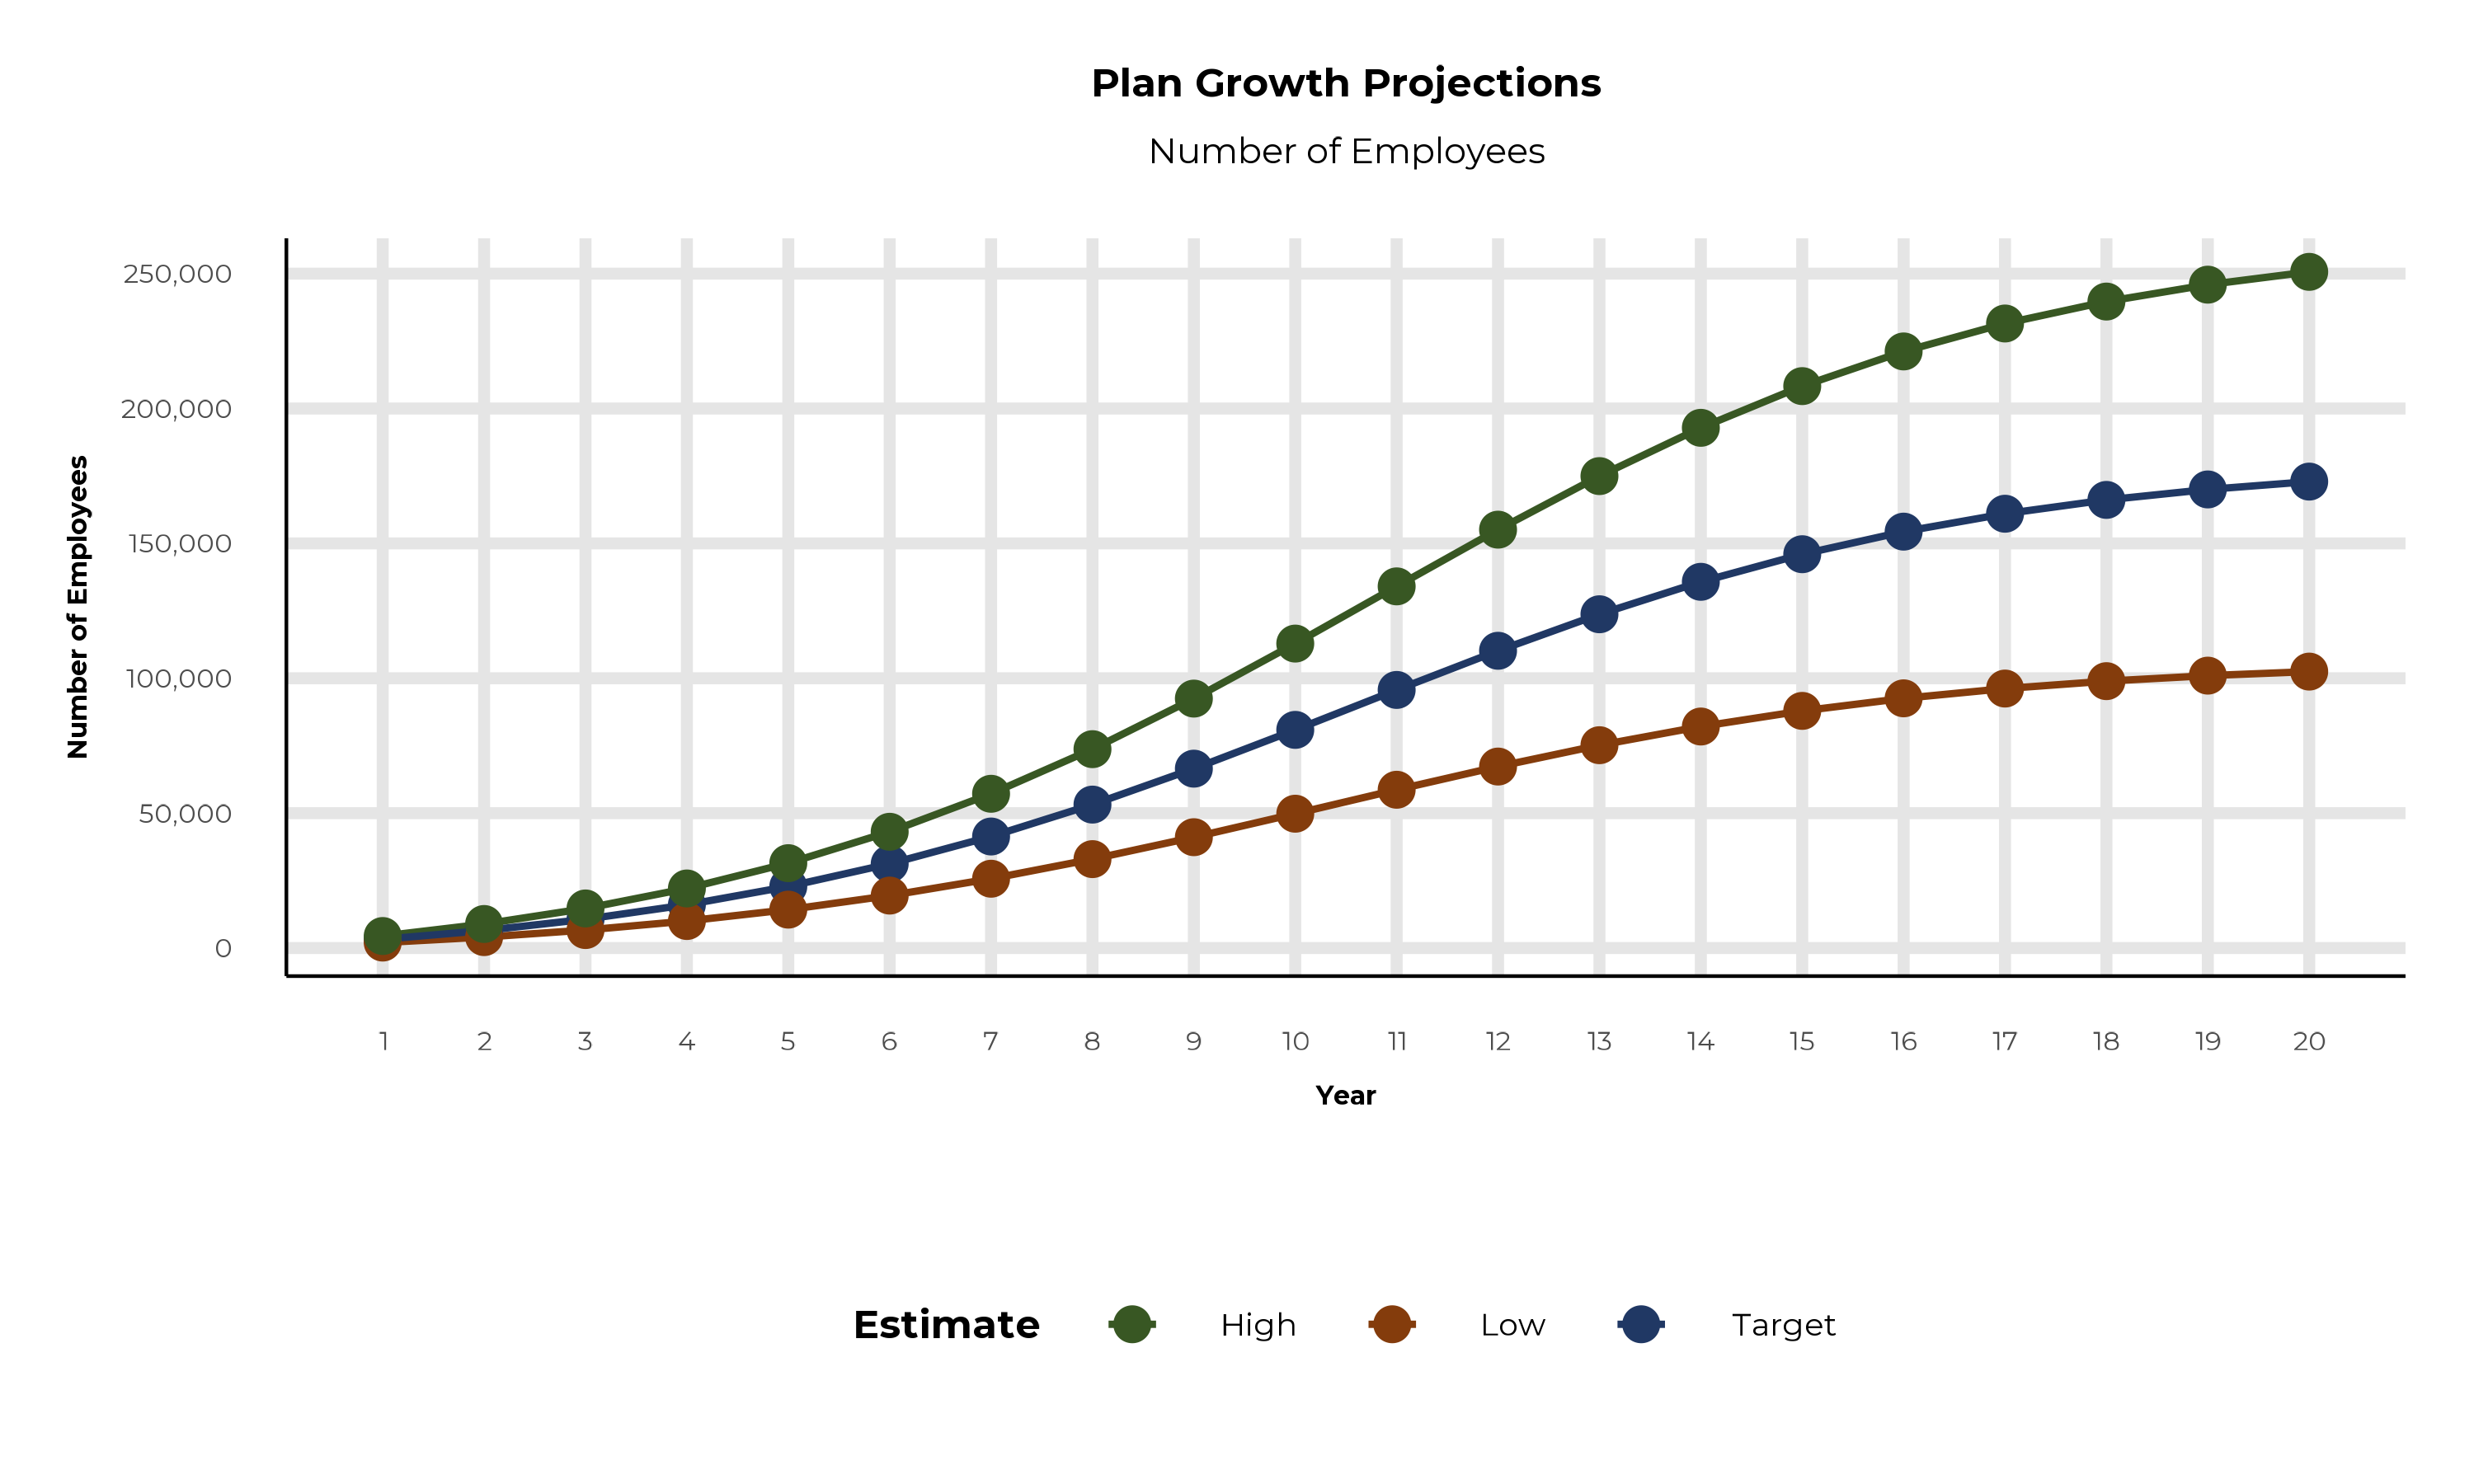 Plan Growth Projections
Number of Employees
Number of Employees
250,000
200,000
150,000
100,000
50,000
0
1 2 3 4 5 6 7 8 9 10 11 12 13 14 15 16 17 18 19 20
Year
Estimate High Low Target